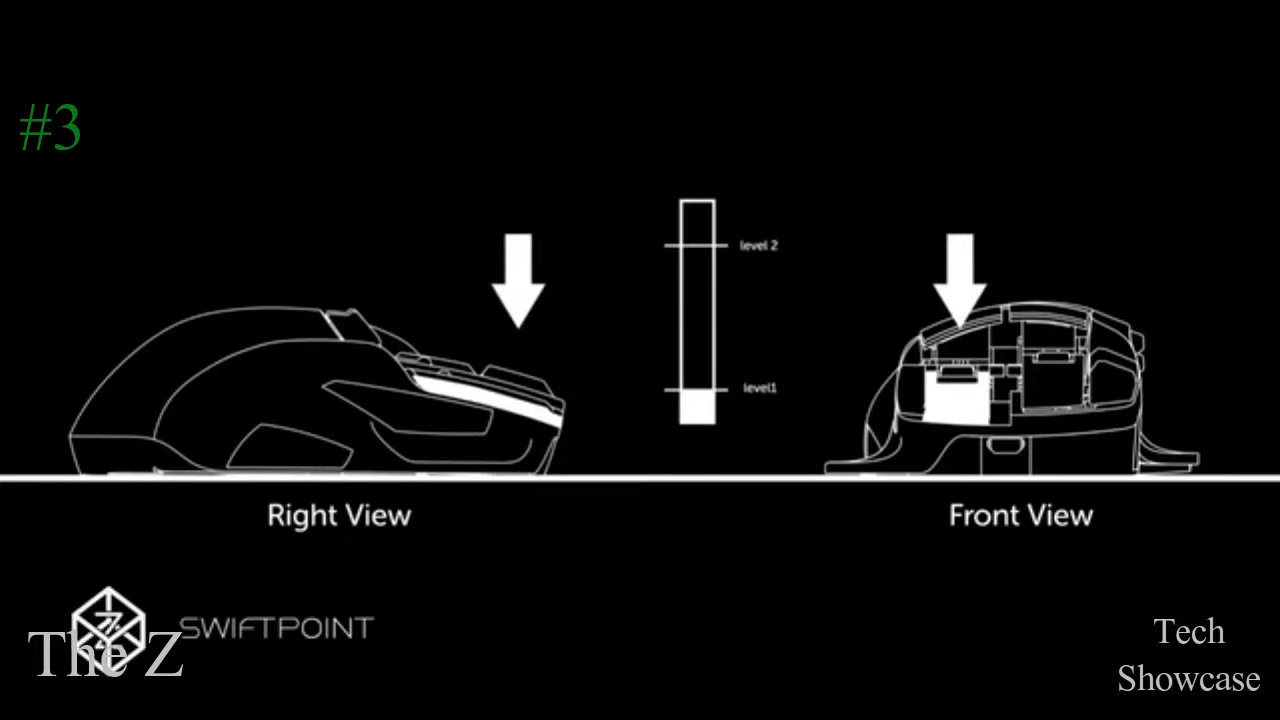 #3
level 2
level1
Right View
Front View
SWIFTPOINT
The Z
Tech
Showcase